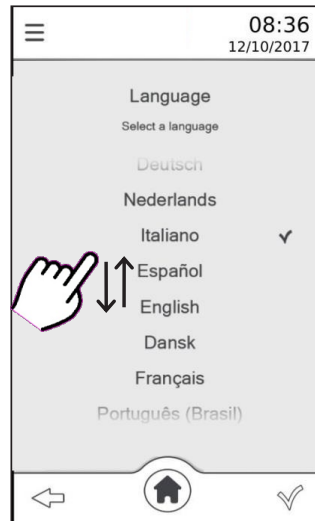 08:36
12/10/2017
Language
Select a language
Deutsch
Nederlands
Italiano
Español
English
Dansk
Français
Português (Brasil)